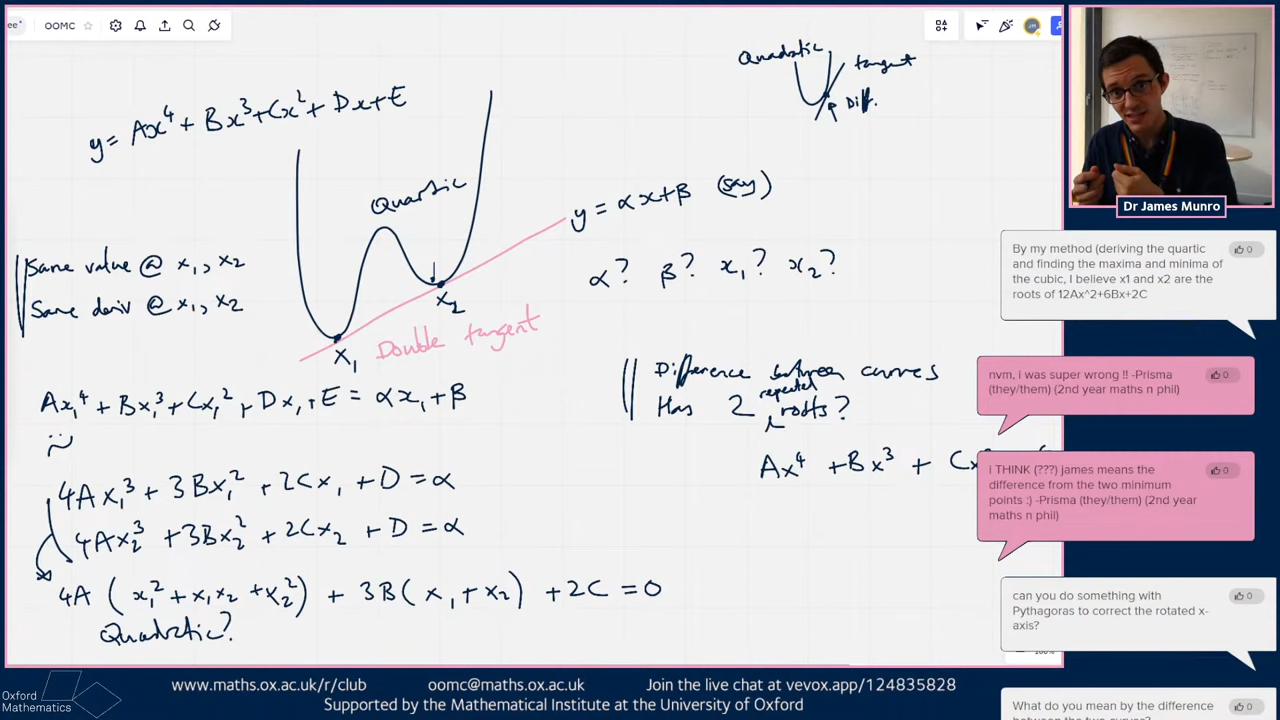 OOMC
Quadratic
tangent
Diff.
y = Ax⁴ + Bx³ + Cx² + Dx + E
Quartic
y = αx+β (say)
α? β? x₁? x₂?
Same value @ x₁, x₂
Same deriv @ x₁, x₂
x₂
x₁
Double tangent
Ax₁⁴ + Bx₁³ + Cx₁² + Dx₁ + E = αx₁ + β
4Ax₁³ + 3Bx₁² + 2Cx₁ + D = α
4Ax₂³ + 3Bx₂² + 2Cx₂ + D = α
4A (x₁² + x₁x₂ + x₂²) + 3B(x₁ + x₂) + 2C = 0
Quadratic?
Difference between curves
repeated
Has 2 roots?
Ax⁴ + Bx³ +
Dr James Munro
By my method (deriving the quartic
and finding the maxima and minima of
the cubic, I believe x1 and x2 are the
roots of 12Ax^2+6Bx+2C
0
nvm, i was super wrong !! -Prisma
(they/them) (2nd year maths n phil)
0
i THINK (???) james means the
difference from the two minimum
points :) -Prisma (they/them) (2nd year
maths n phil)
0
can you do something with
Pythagoras to correct the rotated x-
axis?
0
What do you mean by the difference
0
Oxford
Mathematics
www.maths.ox.ac.uk/r/club oomc@maths.ox.ac.uk Join the live chat at vevox.app/124835828
Supported by the Mathematical Institute at the University of Oxford